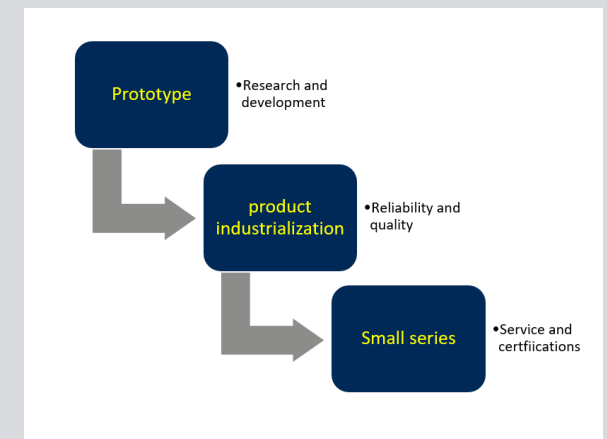 Prototype
•Research and
development
product
industrialization
•Reliability and
quality
Small series
•Service and
certfiications